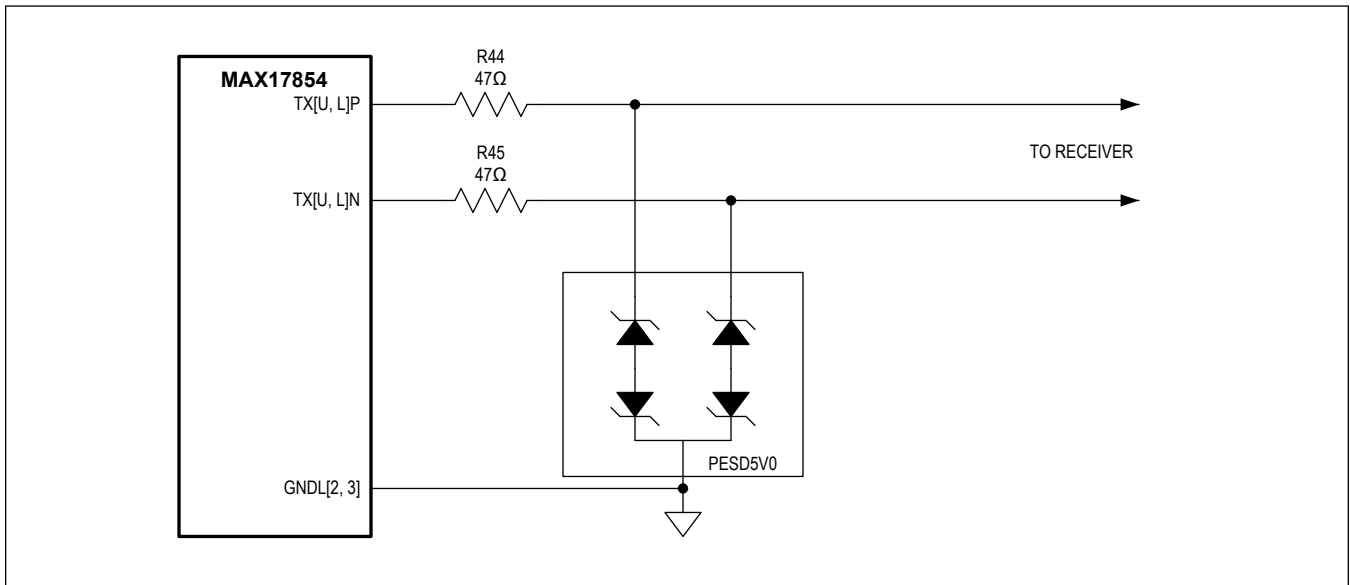 MAX17854
R44
47Ω
TX[U, L]P
R45
47Ω
TX[U, L]N
TO RECEIVER
PESD5V0
GNDL[2, 3]